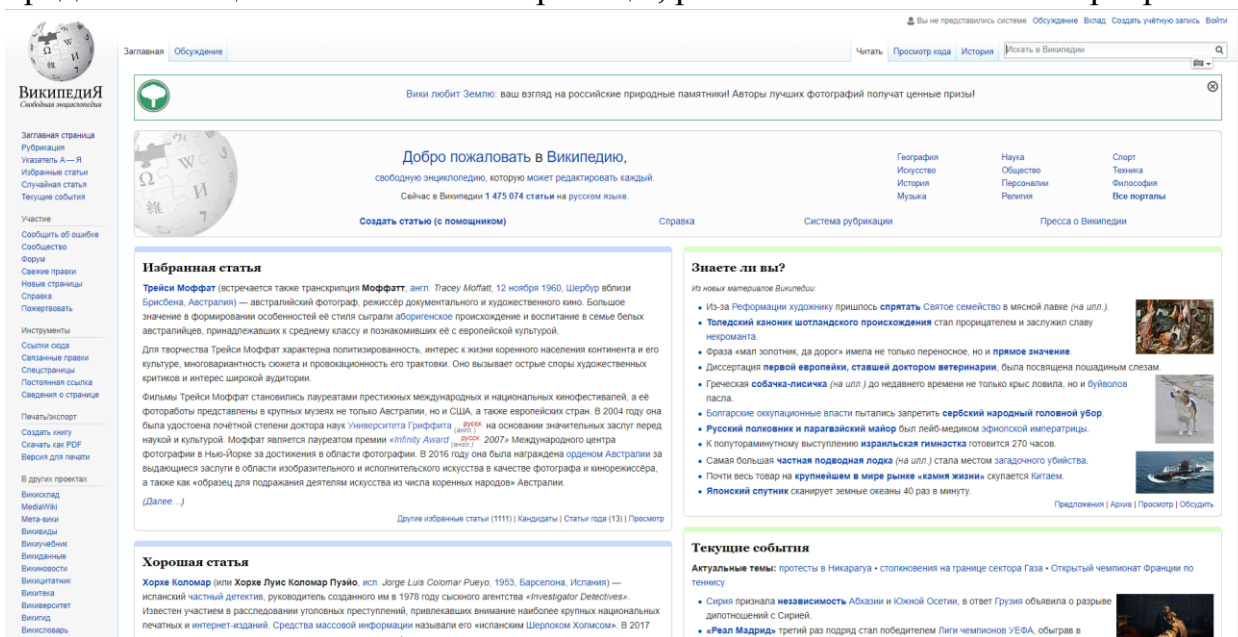 Вы не представились системе Обсуждение Вклад Создать учётную запись Войти
Заглавная Обсуждение
Читать Просмотр кода История Искать в Википедии
ВИКИПЕДИЯ
Свободная энциклопедия
Заглавная страница
Рубрикация
Указатель А — Я
Избранные статьи
Случайная статья
Текущие события
Участие
Сообщить об ошибке
Сообщество
Форум
Свежие правки
Новые страницы
Справка
Пожертвовать
Инструменты
Ссылки сюда
Связанные правки
Спецстраницы
Постоянная ссылка
Сведения о странице
Печать/экспорт
Создать книгу
Скачать как PDF
Версия для печати
В других проектах
Викисклад
MediaWiki
Мета-вики
Викивиды
Викиучебник
Викиданные
Викиновости
Викицитатник
Викитека
Викиверситет
Викигид
Викисловарь
Вики любит Землю: ваш взгляд на российские природные памятники! Авторы лучших фотографий получат ценные призы!
Добро пожаловать в Википедию,
свободную энциклопедию, которую может редактировать каждый.
Сейчас в Википедии 1 475 074 статьи на русском языке.
География Наука Спорт
Искусство Общество Техника
История Персоналии Философия
Музыка Религия Все порталы
Создать статью (с помощником) Справка Система рубрикации Пресса о Википедии
Избранная статья
Трейси Моффат (встречается также транскрипция Моффатт, англ. Tracey Moffatt, 12 ноября 1960, Шербур вблизи
Брисбена, Австралия) — австралийский фотограф, режиссёр документального и художественного кино. Большое
значение в формировании особенностей её стиля сыграли аборигенское происхождение и воспитание в семье белых
австралийцев, принадлежавших к среднему классу и познакомивших её с европейской культурой.
Для творчества Трейси Моффат характерна политизированность, интерес к жизни коренного населения континента и его
культуре, многовариантность сюжета и провокационность его трактовки. Оно вызывает острые споры художественных
критиков и интерес широкой аудитории.
Фильмы Трейси Моффат становились лауреатами престижных международных и национальных кинофестивалей, а её
фотоработы представлены в крупных музеях не только Австралии, но и США, а также европейских стран. В 2004 году она
была удостоена почётной степени доктора наук Университета Гриффита русск. (англ.) на основании значительных заслуг перед
наукой и культурой. Моффат является лауреатом премии «Infinity Award русск. (англ.) 2007» Международного центра
фотографии в Нью-Йорке за достижения в области фотографии. В 2016 году она была награждена орденом Австралии за
выдающиеся заслуги в области изобразительного и исполнительского искусства в качестве фотографа и кинорежиссёра,
а также как «образец для подражания деятелям искусства из числа коренных народов» Австралии.
(Далее…)
Другие избранные статьи (1111) | Кандидаты | Статьи года (13) | Просмотр
Хорошая статья
Хорхе Коломар (или Хорхе Луис Коломар Пуэйо, исп. Jorge Luis Colomar Pueyo, 1953, Барселона, Испания) —
испанский частный детектив, руководитель созданного им в 1978 году сыскного агентства «Investigator Detectives».
Известен участием в расследовании уголовных преступлений, привлекавших внимание наиболее крупных национальных
печатных и интернет-изданий. Средства массовой информации называли его «испанским Шерлоком Холмсом». В 2017
Знаете ли вы?
Из новых материалов Википедии:
• Из-за Реформации художнику пришлось спрятать Святое семейство в мясной лавке (на илл.).
• Толедский каноник шотландского происхождения стал прорицателем и заслужил славу
некроманта.
• Фраза «мал золотник, да дорог» имела не только переносное, но и прямое значение.
• Диссертация первой европейки, ставшей доктором ветеринарии, была посвящена лошадиным слезам.
• Греческая собачка-лисичка (на илл.) до недавнего времени не только крыс ловила, но и буйволов
пасла.
• Болгарские оккупационные власти пытались запретить сербский народный головной убор.
• Русский полковник и парагвайский майор был лейб-медиком эфиопской императрицы.
• К полутораминутному выступлению израильская гимнастка готовится 270 часов.
• Самая большая частная подводная лодка (на илл.) стала местом загадочного убийства.
• Почти весь товар на крупнейшем в мире рынке «камня жизни» скупается Китаем.
• Японский спутник сканирует земные океаны 40 раз в минуту.
Предложения | Архив | Просмотр | Обсудить
Текущие события
Актуальные темы: протесты в Никарагуа • столкновения на границе сектора Газа • Открытый чемпионат Франции по
теннису
• Сирия признала независимость Абхазии и Южной Осетии, в ответ Грузия объявила о разрыве
дипотношений с Сирией.
• «Реал Мадрид» третий раз подряд стал победителем Лиги чемпионов УЕФА, обыграв в